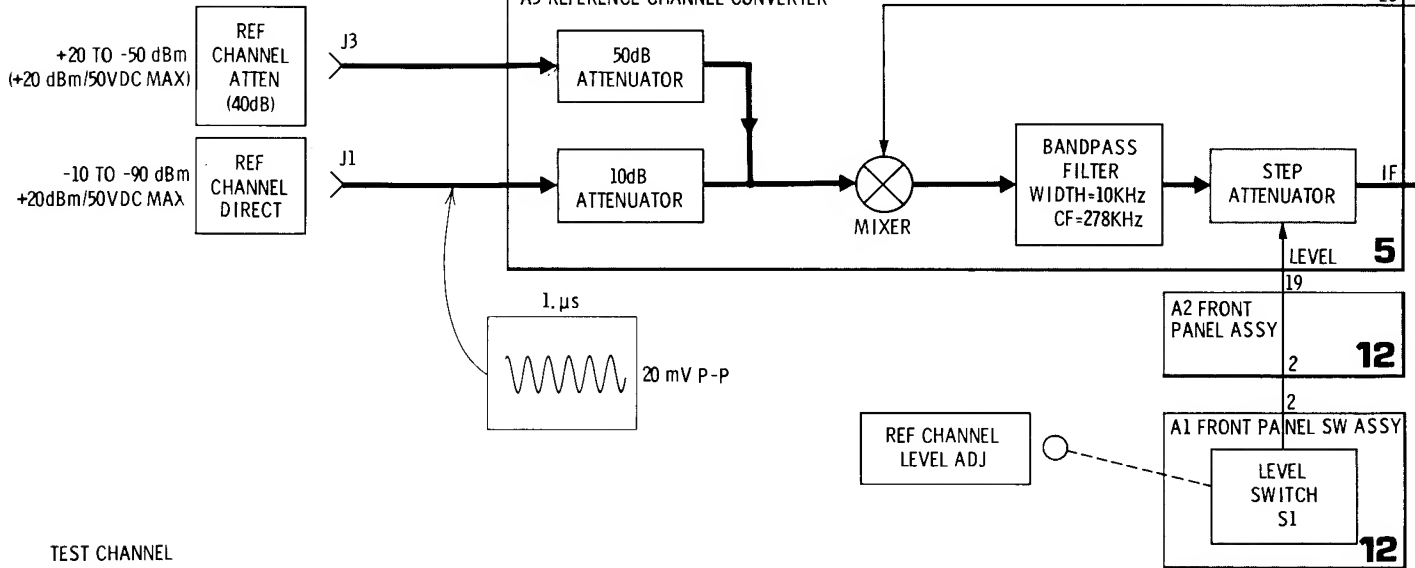 A5 REFERENCE CHANNEL CONVERTER
+20 TO -50 dBm
(+20 dBm/50VDC MAX)
REF
CHANNEL
ATTEN
(40dB)
J3
50dB
ATTENUATOR
-10 TO -90 dBm
+20dBm/50VDC MAX
REF
CHANNEL
DIRECT
J1
10dB
ATTENUATOR
MIXER
BANDPASS
FILTER
WIDTH=10KHz
CF=278KHz
STEP
ATTENUATOR
IF
LEVEL
5
19
1. µs
20 mV P-P
A2 FRONT
PANEL ASSY
12
2
2
REF CHANNEL
LEVEL ADJ
A1 FRONT PANEL SW ASSY
LEVEL
SWITCH
S1
12
TEST CHANNEL